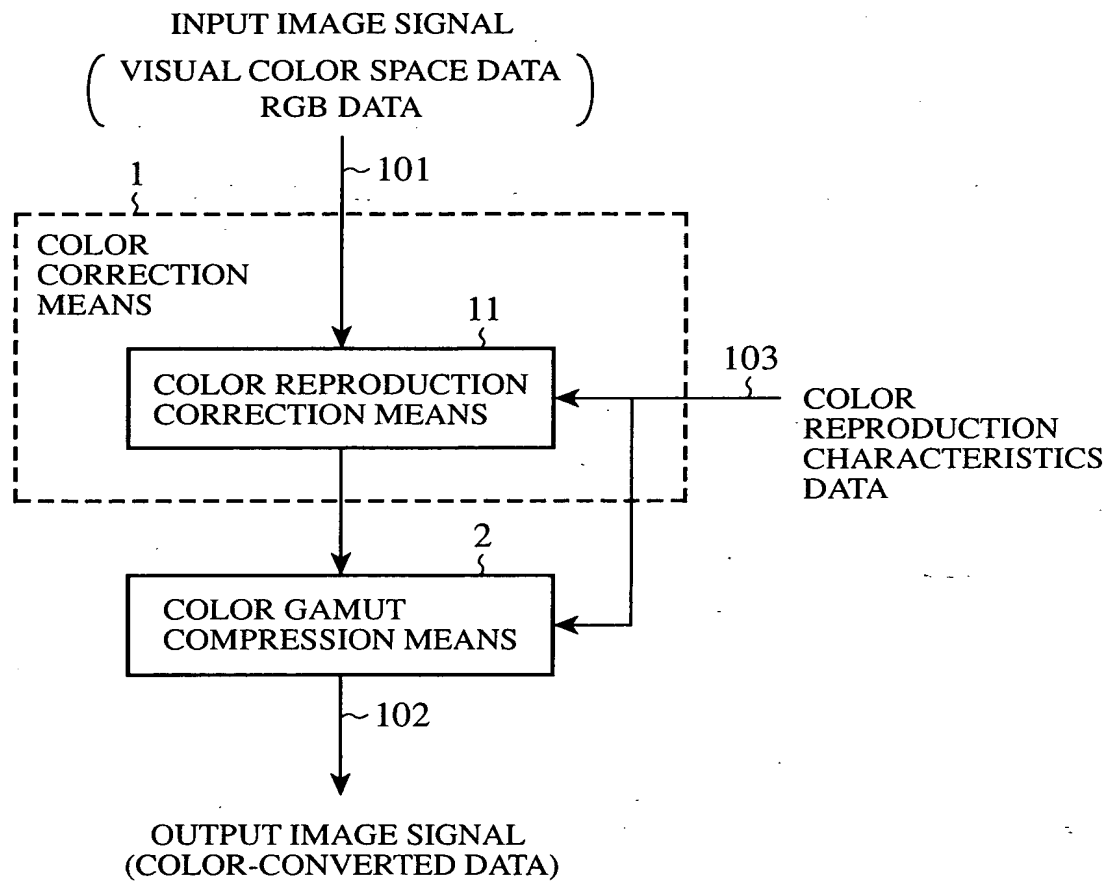 INPUT IMAGE SIGNAL
( VISUAL COLOR SPACE DATA
RGB DATA )
101
1
COLOR
CORRECTION
MEANS
11
COLOR REPRODUCTION
CORRECTION MEANS
103
COLOR
REPRODUCTION
CHARACTERISTICS
DATA
2
COLOR GAMUT
COMPRESSION MEANS
102
OUTPUT IMAGE SIGNAL
(COLOR-CONVERTED DATA)